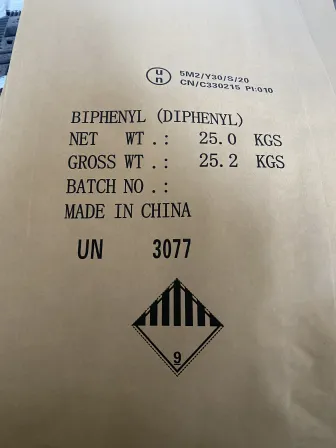 un
5M2/Y30/S/20
CN/C330215 PI:010
BIPHENYL (DIPHENYL)
NET WT.: 25.0 KGS
GROSS WT.: 25.2 KGS
BATCH NO.:
MADE IN CHINA
UN 3077
9